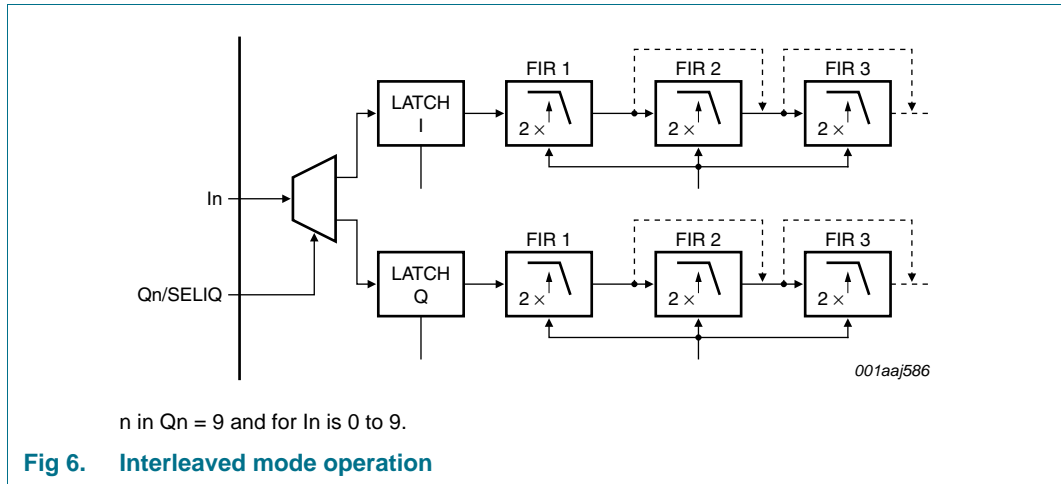 FIR 1 FIR 2 FIR 3
LATCH
I
2 × 2 × 2 ×
In
FIR 1 FIR 2 FIR 3
LATCH
Q
Qn/SELIQ
2 × 2 × 2 ×
001aaj586
n in Qn = 9 and for In is 0 to 9.
Fig 6. Interleaved mode operation